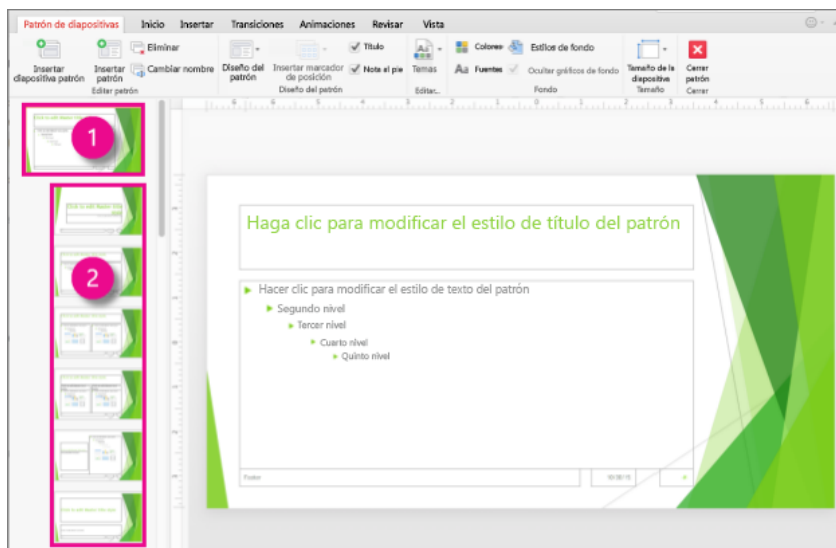 Patrón de diapositivas Inicio Insertar Transiciones Animaciones Revisar Vista
Insertar diapositiva patrón
Insertar patrón
Eliminar
Cambiar nombre
Editar patrón
Diseño del patrón
Insertar marcador de posición
Título
Nota al pie
Diseño del patrón
Temas
Editar...
Colores
Estilos de fondo
Aa Fuentes
Ocultar gráficos de fondo
Fondo
Tamaño de la diapositiva
Tamaño
Cerrar patrón
Cerrar
1
2
Haga clic para modificar el estilo de título del patrón
Hacer clic para modificar el estilo de texto del patrón
Segundo nivel
Tercer nivel
Cuarto nivel
Quinto nivel
Footer